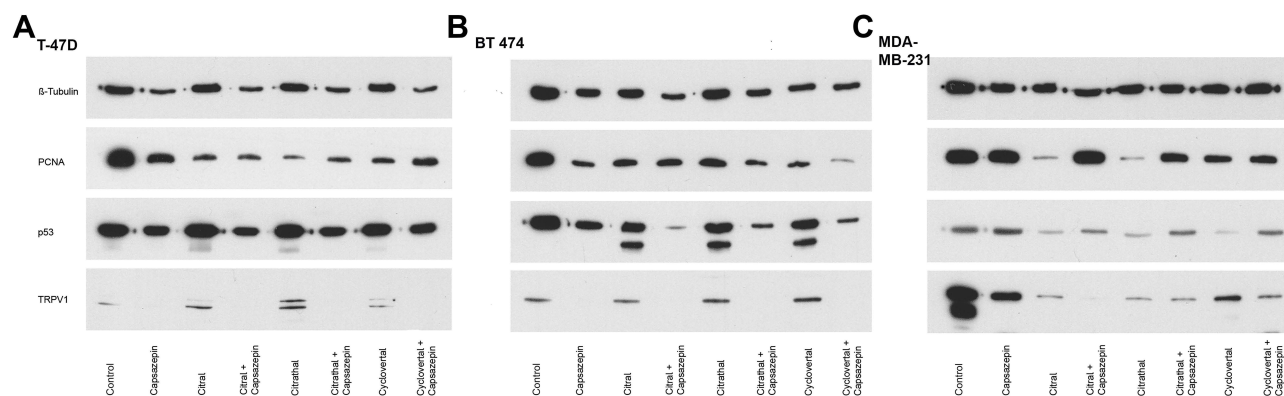 A
T-47D
B
BT 474
C
MDA-
MB-231
ß-Tubulin
PCNA
p53
TRPV1
Control
Capsazepin
Citral
Citral +
Capsazepin
Citrathal
Citrathal +
Capsazepin
Cyclovertal
Cyclovertal +
Capsazepin
Control
Capsazepin
Citral
Citral +
Capsazepin
Citrathal
Citrathal +
Capsazepin
Cyclovertal
Cyclovertal +
Capsazepin
Control
Capsazepin
Citral
Citral +
Capsazepin
Citrathal
Citrathal +
Capsazepin
Cyclovertal
Cyclovertal +
Capsazepin